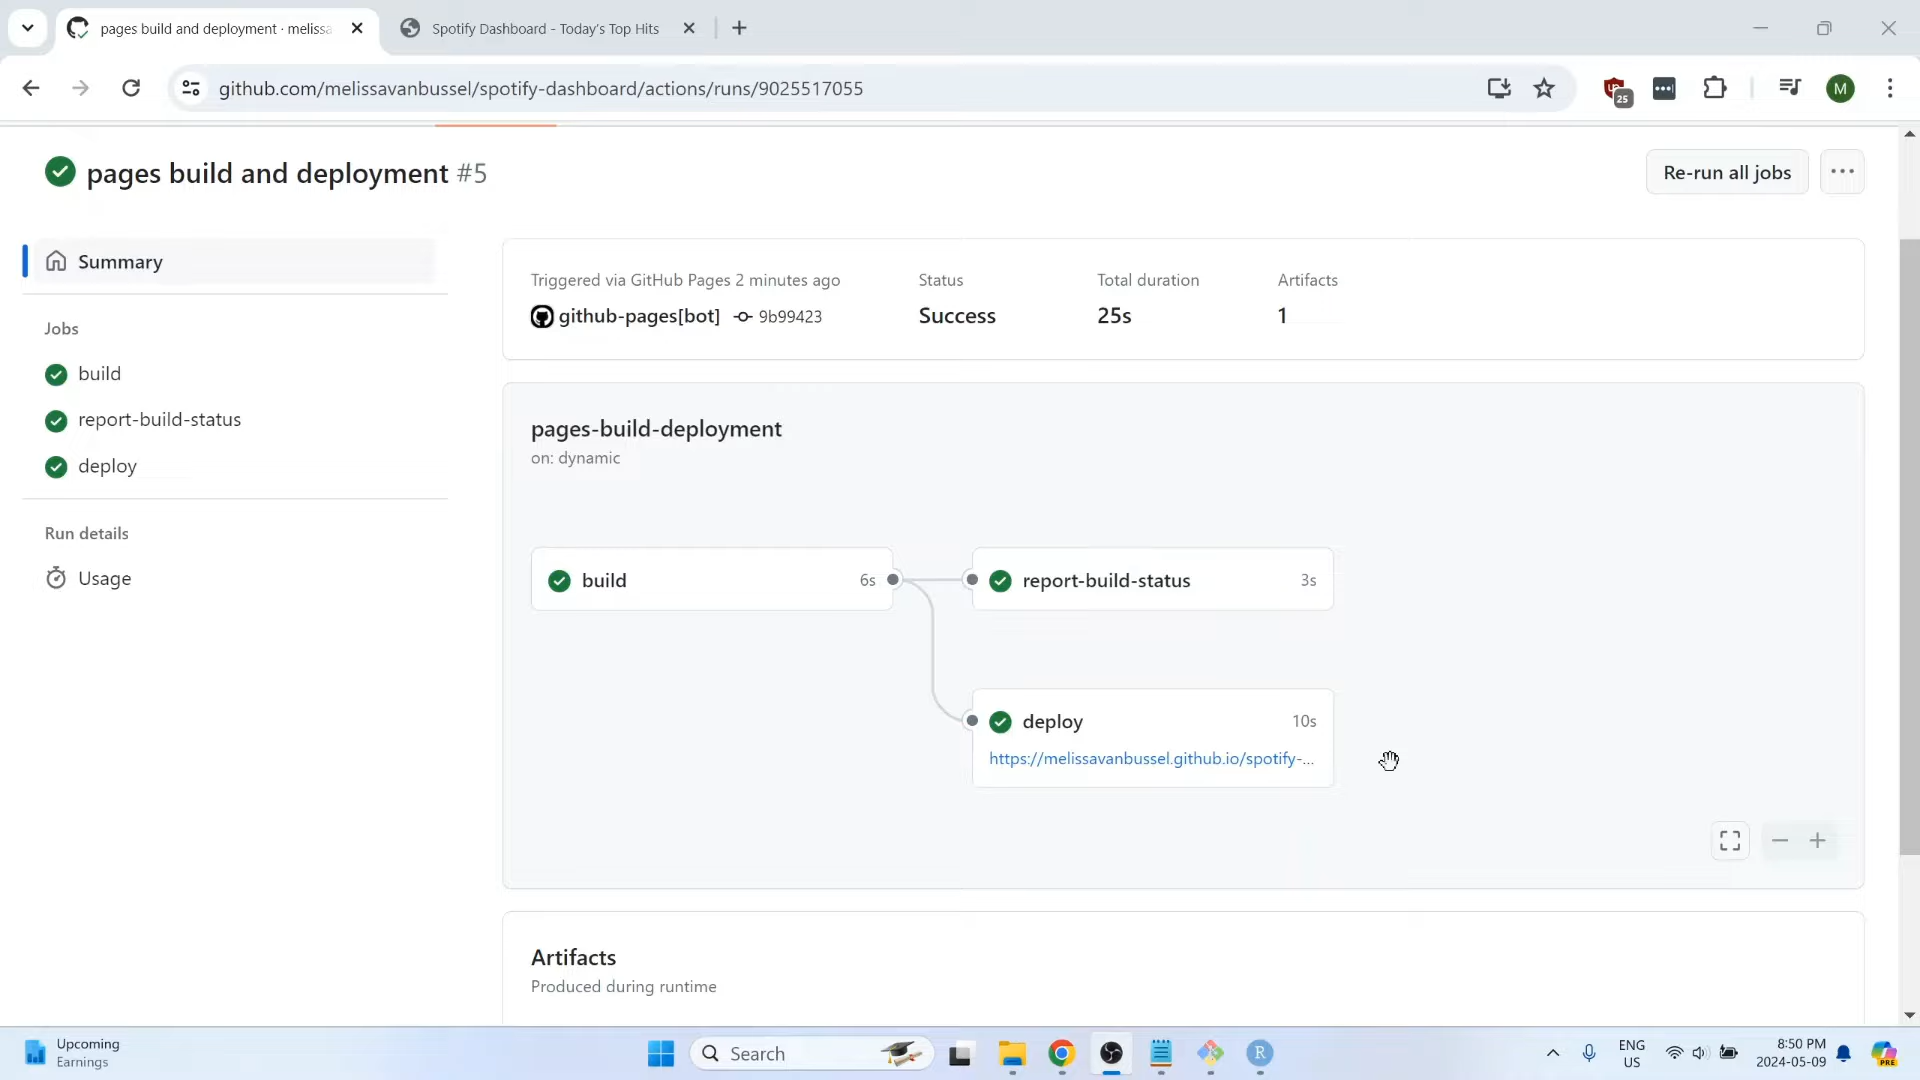 pages build and deployment · melissa
Spotify Dashboard - Today's Top Hits
github.com/melissavanbussel/spotify-dashboard/actions/runs/9025517055
25
M
pages build and deployment #5
Re-run all jobs
Summary
Jobs
build
report-build-status
deploy
Run details
Usage
Triggered via GitHub Pages 2 minutes ago
github-pages[bot] 9b99423
Status
Success
Total duration
25s
Artifacts
1
pages-build-deployment
on: dynamic
build 6s
report-build-status 3s
deploy 10s
https://melissavanbussel.github.io/spotify-...
Artifacts
Produced during runtime
Upcoming
Earnings
Search
R
ENG
US
8:50 PM
2024-05-09
PRE